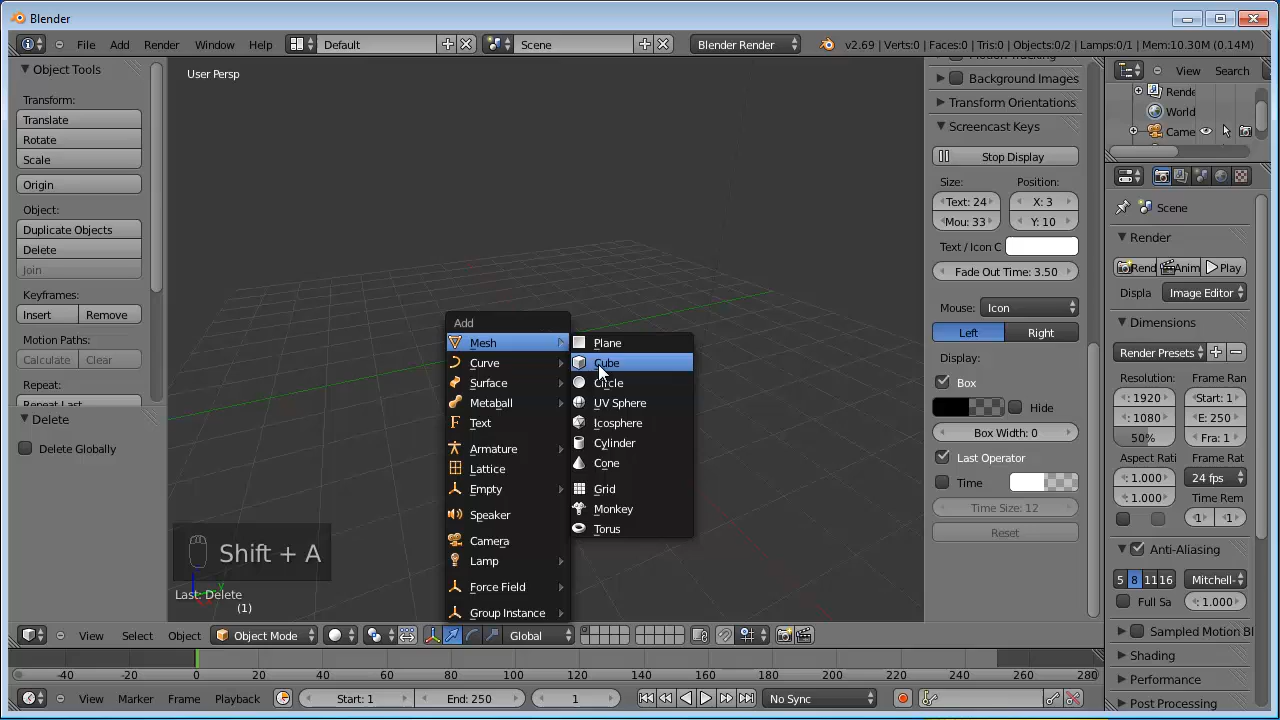 Blender
File Add Render Window Help Default Scene Blender Render v2.69 | Verts:0 | Faces:0 | Tris:0 | Objects:0/2 | Lamps:0/1 | Mem:10.30M (0.14M)
Object Tools
Transform:
Translate
Rotate
Scale
Origin
Object:
Duplicate Objects
Delete
Join
Keyframes:
Insert Remove
Motion Paths:
Calculate Clear
Repeat:
Repeat Last
Delete
Delete Globally
User Persp
Add
Mesh
Curve
Surface
Metaball
Text
Armature
Lattice
Empty
Speaker
Camera
Lamp
Force Field
Group Instance
Plane
Cube
Circle
UV Sphere
Icosphere
Cylinder
Cone
Grid
Monkey
Torus
Shift + A
Last: Delete
(1)
Motion Tracking
Background Images
Transform Orientations
Screencast Keys
Stop Display
Size: Position:
Text: 24 X: 3
Mou: 33 Y: 10
Text / Icon C
Fade Out Time: 3.50
Mouse: Icon
Left Right
Display:
Box
Hide
Box Width: 0
Last Operator
Time
Time Size: 12
Reset
View Search
Rende
World
Came
Scene
Render
Rend Anim Play
Displa Image Editor
Dimensions
Render Presets
Resolution: Frame Ran
: 1920 Start: 1
: 1080 E: 250
50% Fra: 1
Aspect Rati Frame Rat
: 1.000 24 fps
: 1.000 Time Rem
1 1
Anti-Aliasing
5 8 11 16 Mitchell-
Full Sa : 1.000
Sampled Motion Bl
Shading
Performance
Post Processing
View Select Object Object Mode Global
-40 -20 0 20 40 60 80 100 120 140 160 180 200 220 240 260 280
View Marker Frame Playback Start: 1 End: 250 1 No Sync